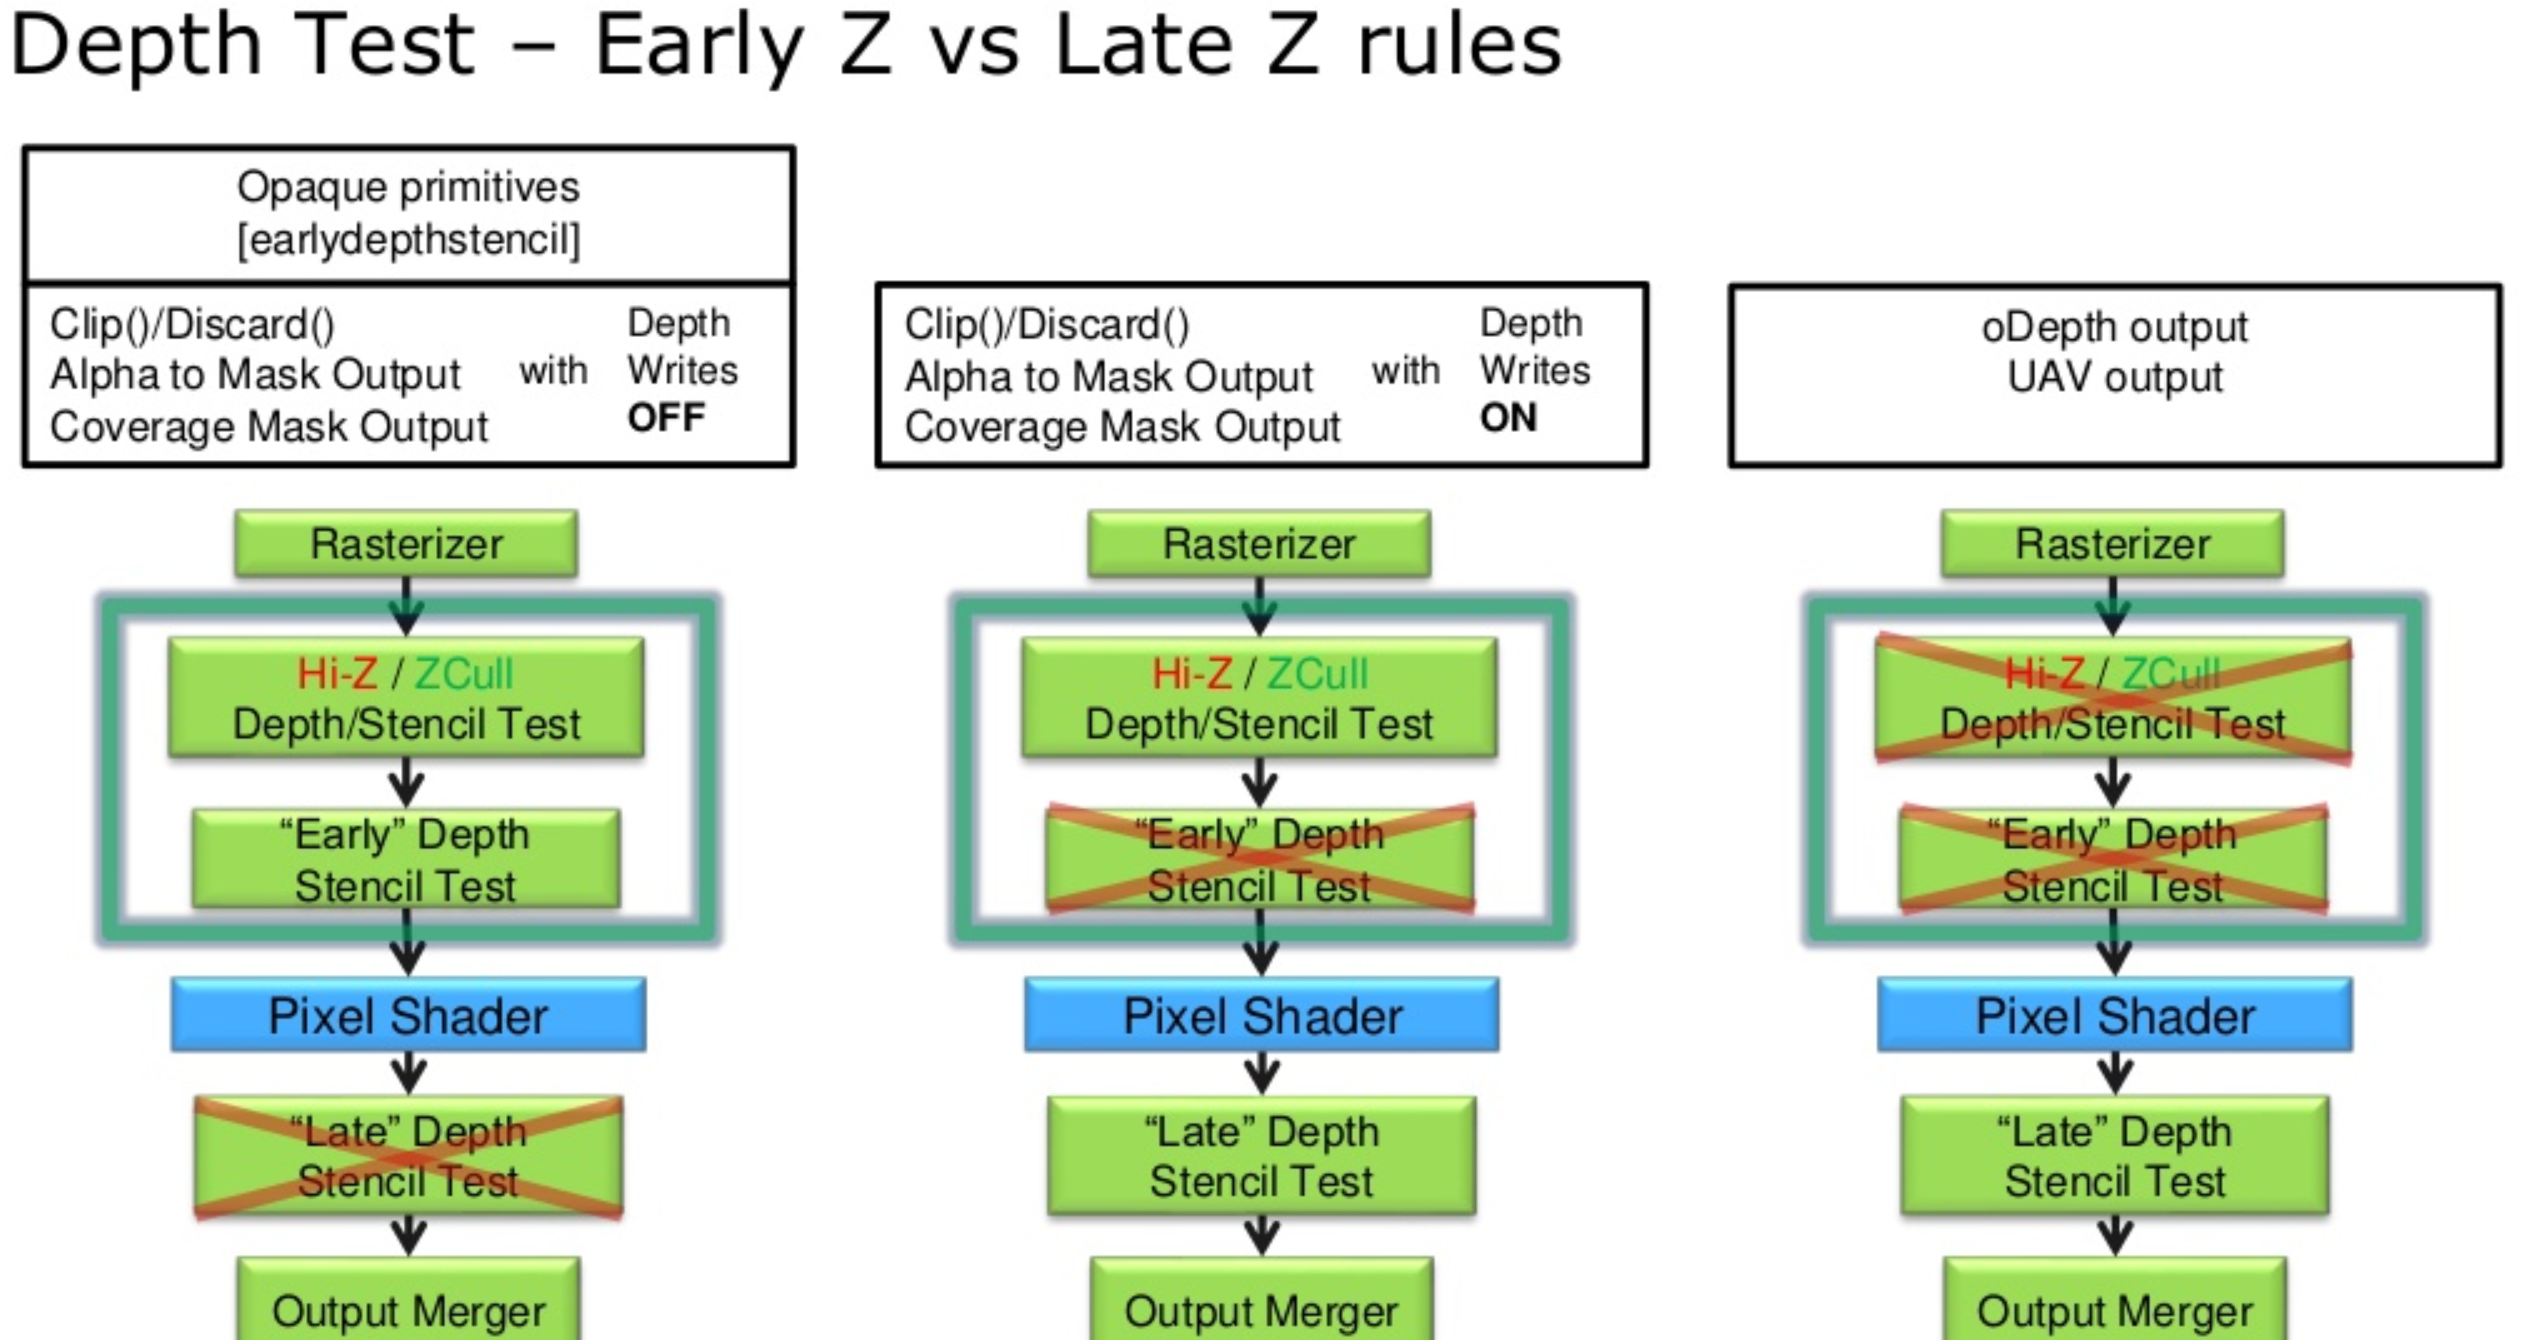 Depth Test – Early Z vs Late Z rules
Opaque primitives
[earlydepthstencil]
Clip()/Discard()
Alpha to Mask Output
Coverage Mask Output
with
Depth
Writes
OFF
Clip()/Discard()
Alpha to Mask Output
Coverage Mask Output
with
Depth
Writes
ON
oDepth output
UAV output
Rasterizer
Hi-Z / ZCull
Depth/Stencil Test
“Early” Depth
Stencil Test
Pixel Shader
“Late” Depth
Stencil Test
Output Merger
Rasterizer
Hi-Z / ZCull
Depth/Stencil Test
“Early” Depth
Stencil Test
Pixel Shader
“Late” Depth
Stencil Test
Output Merger
Rasterizer
Hi-Z / ZCull
Depth/Stencil Test
“Early” Depth
Stencil Test
Pixel Shader
“Late” Depth
Stencil Test
Output Merger